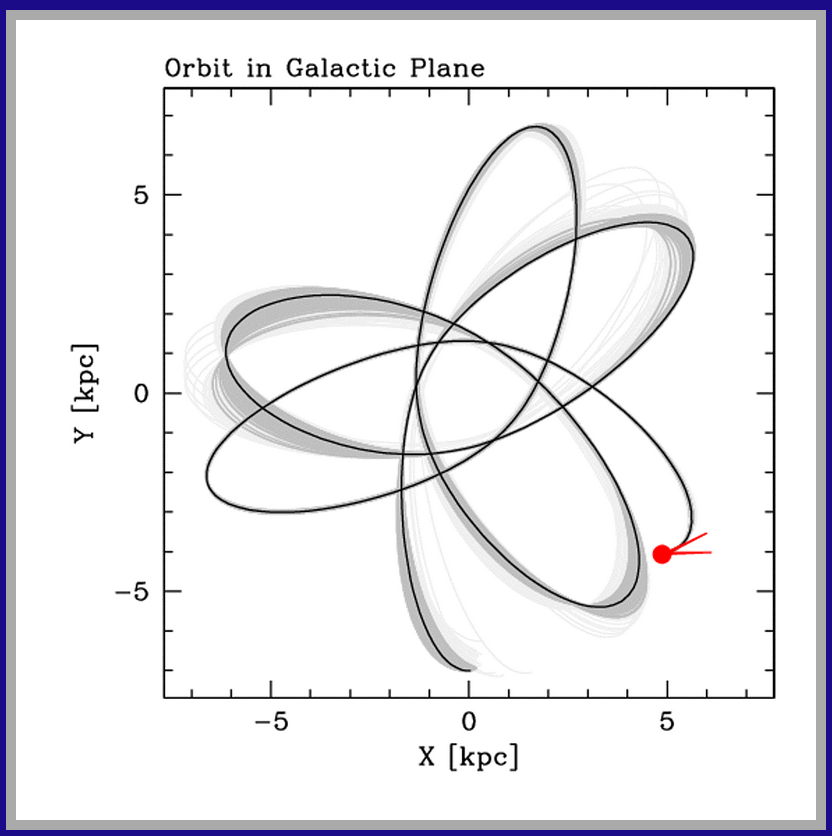 Orbit in Galactic Plane
5
0
−5
Y [kpc]
−5 0 5
X [kpc]